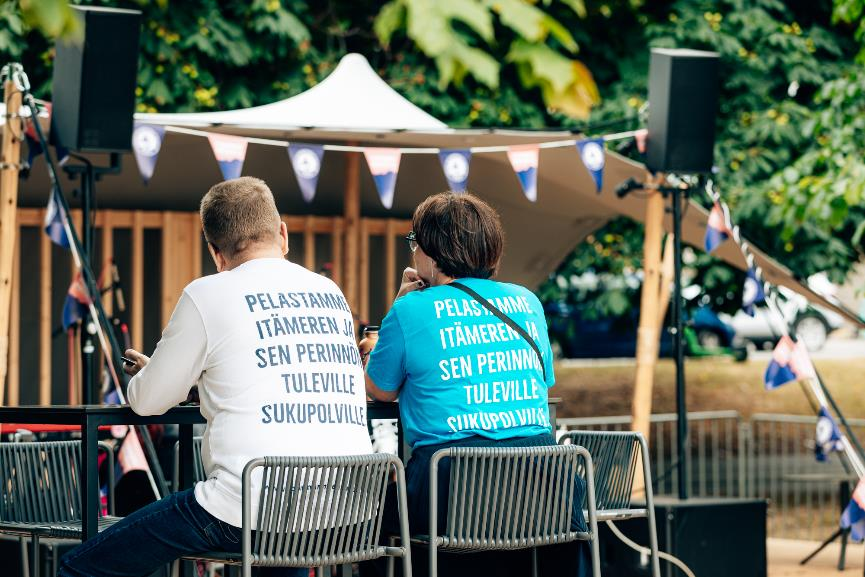 PELASTAMME
ITÄMEREN JA
SEN PERINNÖN
TULEVILLE
SUKUPOLVILLE
PELASTAMME
ITÄMEREN JA
SEN PERINNÖN
TULEVILLE
SUKUPOLVILLE